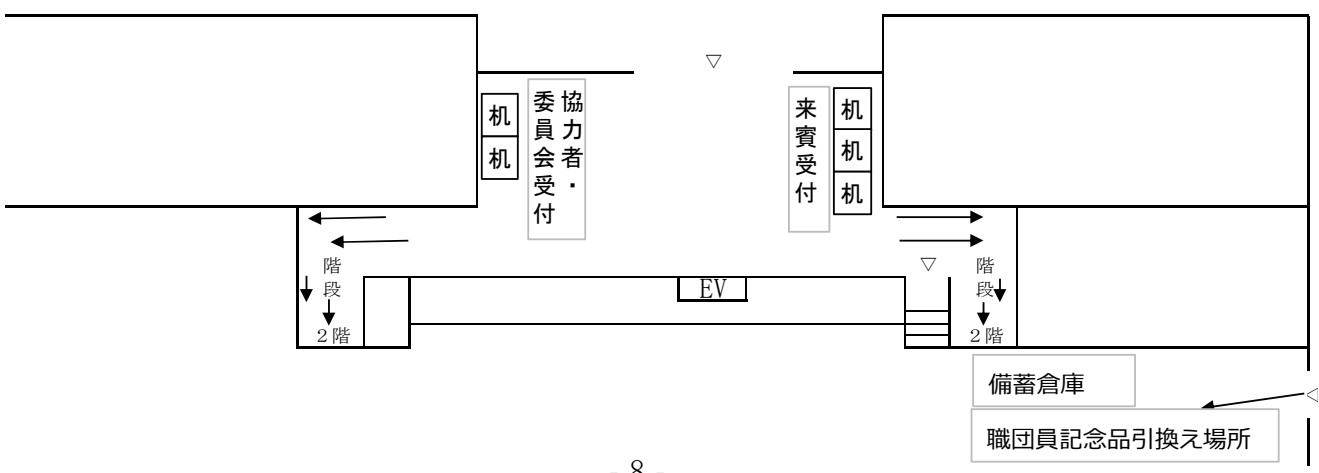 ▽
机
机
協力者・
委員会受付
来賓受付
机
机
机
階段
2階
EV
▽
階段
2階
備蓄倉庫
◁
職団員記念品引換え場所
- 8 -